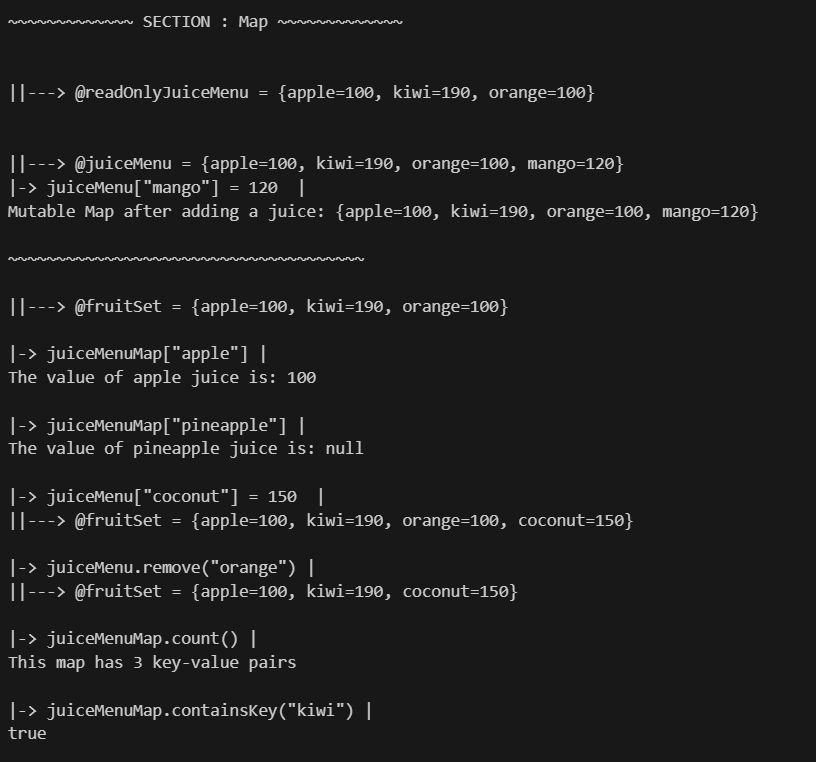 ~~~~~~~~~~~~~ SECTION : Map ~~~~~~~~~~~~~
||---> @readOnlyJuiceMenu = {apple=100, kiwi=190, orange=100}
||---> @juiceMenu = {apple=100, kiwi=190, orange=100, mango=120}
|-> juiceMenu["mango"] = 120  |
Mutable Map after adding a juice: {apple=100, kiwi=190, orange=100, mango=120}
~~~~~~~~~~~~~~~~~~~~~~~~~~~~~~~~~~~~~
||---> @fruitSet = {apple=100, kiwi=190, orange=100}
|-> juiceMenuMap["apple"] |
The value of apple juice is: 100
|-> juiceMenuMap["pineapple"] |
The value of pineapple juice is: null
|-> juiceMenu["coconut"] = 150  |
||---> @fruitSet = {apple=100, kiwi=190, orange=100, coconut=150}
|-> juiceMenu.remove("orange") |
||---> @fruitSet = {apple=100, kiwi=190, coconut=150}
|-> juiceMenuMap.count() |
This map has 3 key-value pairs
|-> juiceMenuMap.containsKey("kiwi") |
true